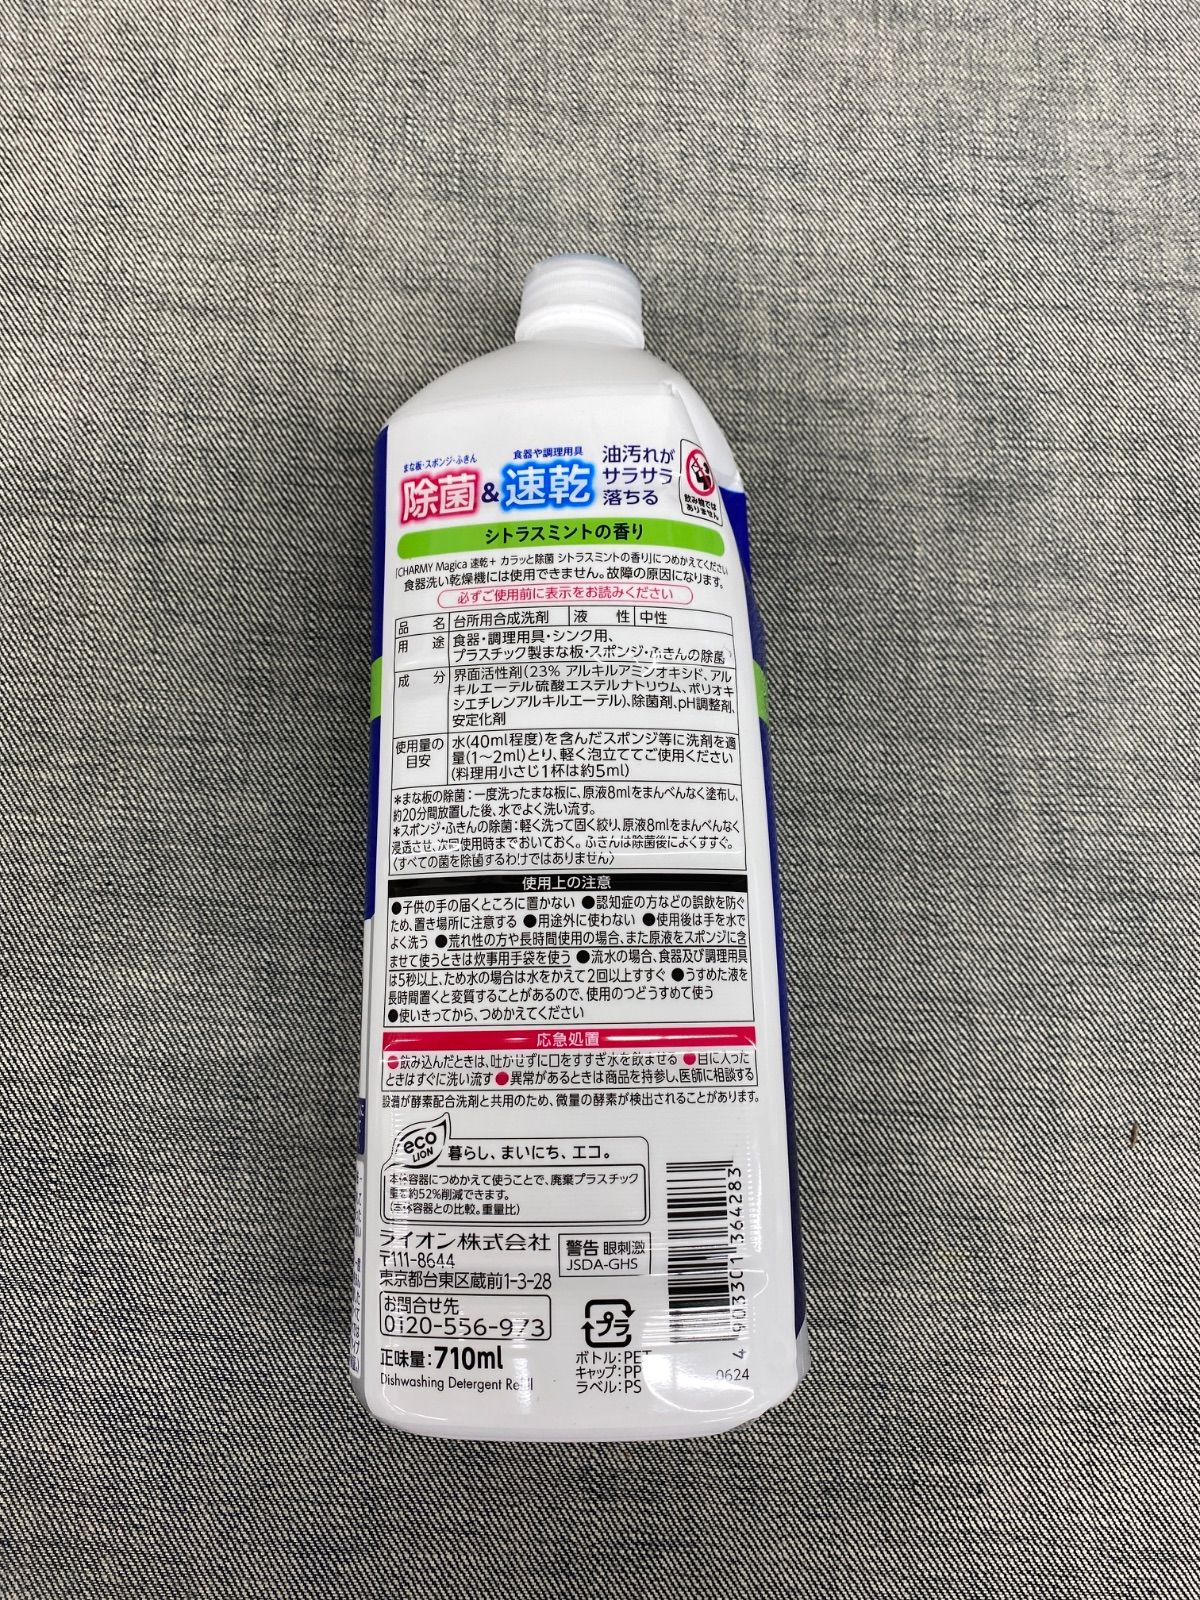 まな板・スポンジ・ふきん
除菌
&
食器や調理用具
速乾
油汚れが
サラサラ
落ちる
飲み物では
ありません
シトラスミントの香り
「CHARMY Magica 速乾+ カラッと除菌 シトラスミントの香り」につめかえてください
食器洗い乾燥機には使用できません。故障の原因になります。
必ずご使用前に表示をお読みください
品 名 台所用合成洗剤 液 性 中性
用 途 食器・調理用具・シンク用、
プラスチック製まな板・スポンジ・ふきんの除菌
成 分 界面活性剤(23% アルキルアミンオキシド、アル
キルエーテル硫酸エステルナトリウム、ポリオキ
シエチレンアルキルエーテル)、除菌剤、pH調整剤、
安定化剤
使用量の目安 水(40ml程度)を含んだスポンジ等に洗剤を適
量(1〜2ml)とり、軽く泡立ててご使用ください
(料理用小さじ1杯は約5ml)
*まな板の除菌:一度洗ったまな板に、原液8mlをまんべんなく塗布し、
約20分間放置した後、水でよく洗い流す。
*スポンジ・ふきんの除菌:軽く洗って固く絞り、原液8mlをまんべんなく
浸透させ、次回使用時までおいておく。ふきんは除菌後によくすすぐ。
〈すべての菌を除菌するわけではありません〉
使用上の注意
●子供の手の届くところに置かない ●認知症の方などの誤飲を防ぐ
ため、置き場所に注意する ●用途外に使わない ●使用後は手を水で
よく洗う ●荒れ性の方や長時間使用の場合、また原液をスポンジに含
ませて使うときは炊事用手袋を使う ●流水の場合、食器及び調理用具
は5秒以上、ため水の場合は水をかえて2回以上すすぐ ●うすめた液を
長時間置くと変質することがあるので、使用のつどうすめて使う
●使いきってから、つめかえてください
応急処置
●飲み込んだときは、吐かせずに口をすすぎ水を飲ませる ●目に入った
ときはすぐに洗い流す ●異常があるときは商品を持参し、医師に相談する
設備が酵素配合洗剤と共用のため、微量の酵素が検出されることがあります。
eco
LION
暮らし、まいにち、エコ。
本体容器につめかえて使うことで、廃棄プラスチック
量を約52%削減できます。
(本体容器との比較。重量比)
ライオン株式会社
〒111-8644
東京都台東区蔵前1-3-28
お問合せ先
0120-556-973
正味量:710ml
Dishwashing Detergent Refill
警告 眼刺激
JSDA-GHS
プラ
ボトル:PET
キャップ:PP
ラベル:PS
4 903301 364283
0624